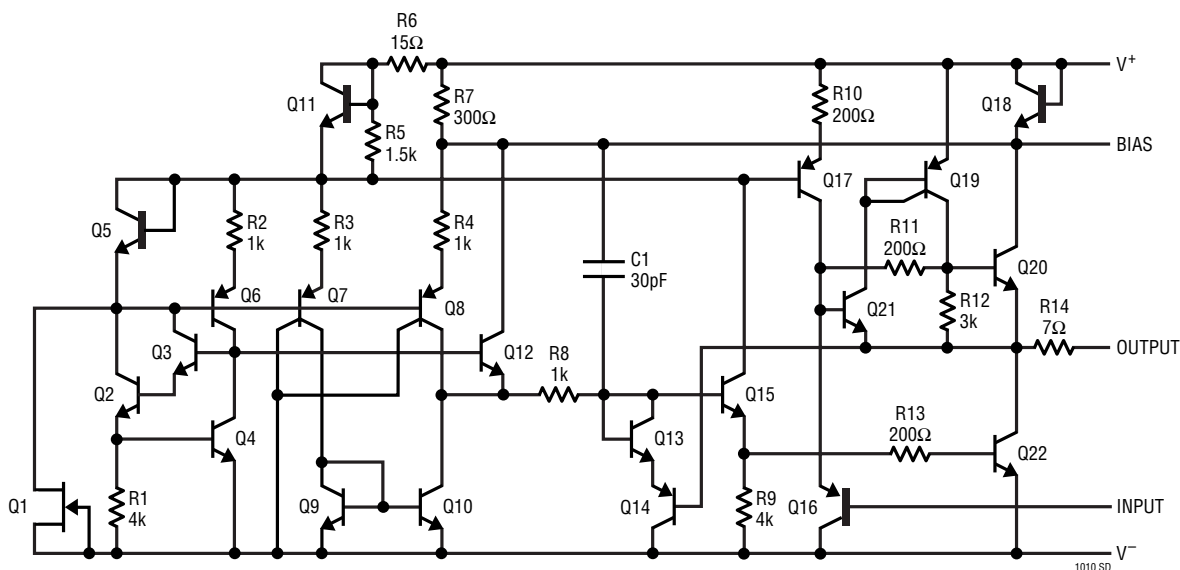 R6
15Ω
V+
Q11
R7
300Ω
R10
200Ω
Q18
R5
1.5k
BIAS
Q17
Q19
Q5
R2
1k
R3
1k
R4
1k
R11
200Ω
C1
30pF
Q20
Q6
Q7
Q8
Q21
R12
3k
R14
7Ω
Q3
Q12
R8
1k
OUTPUT
Q2
Q15
R13
200Ω
Q4
Q13
Q22
Q1
R1
4k
Q9
Q10
Q14
R9
4k
Q16
INPUT
V–
1010 SD